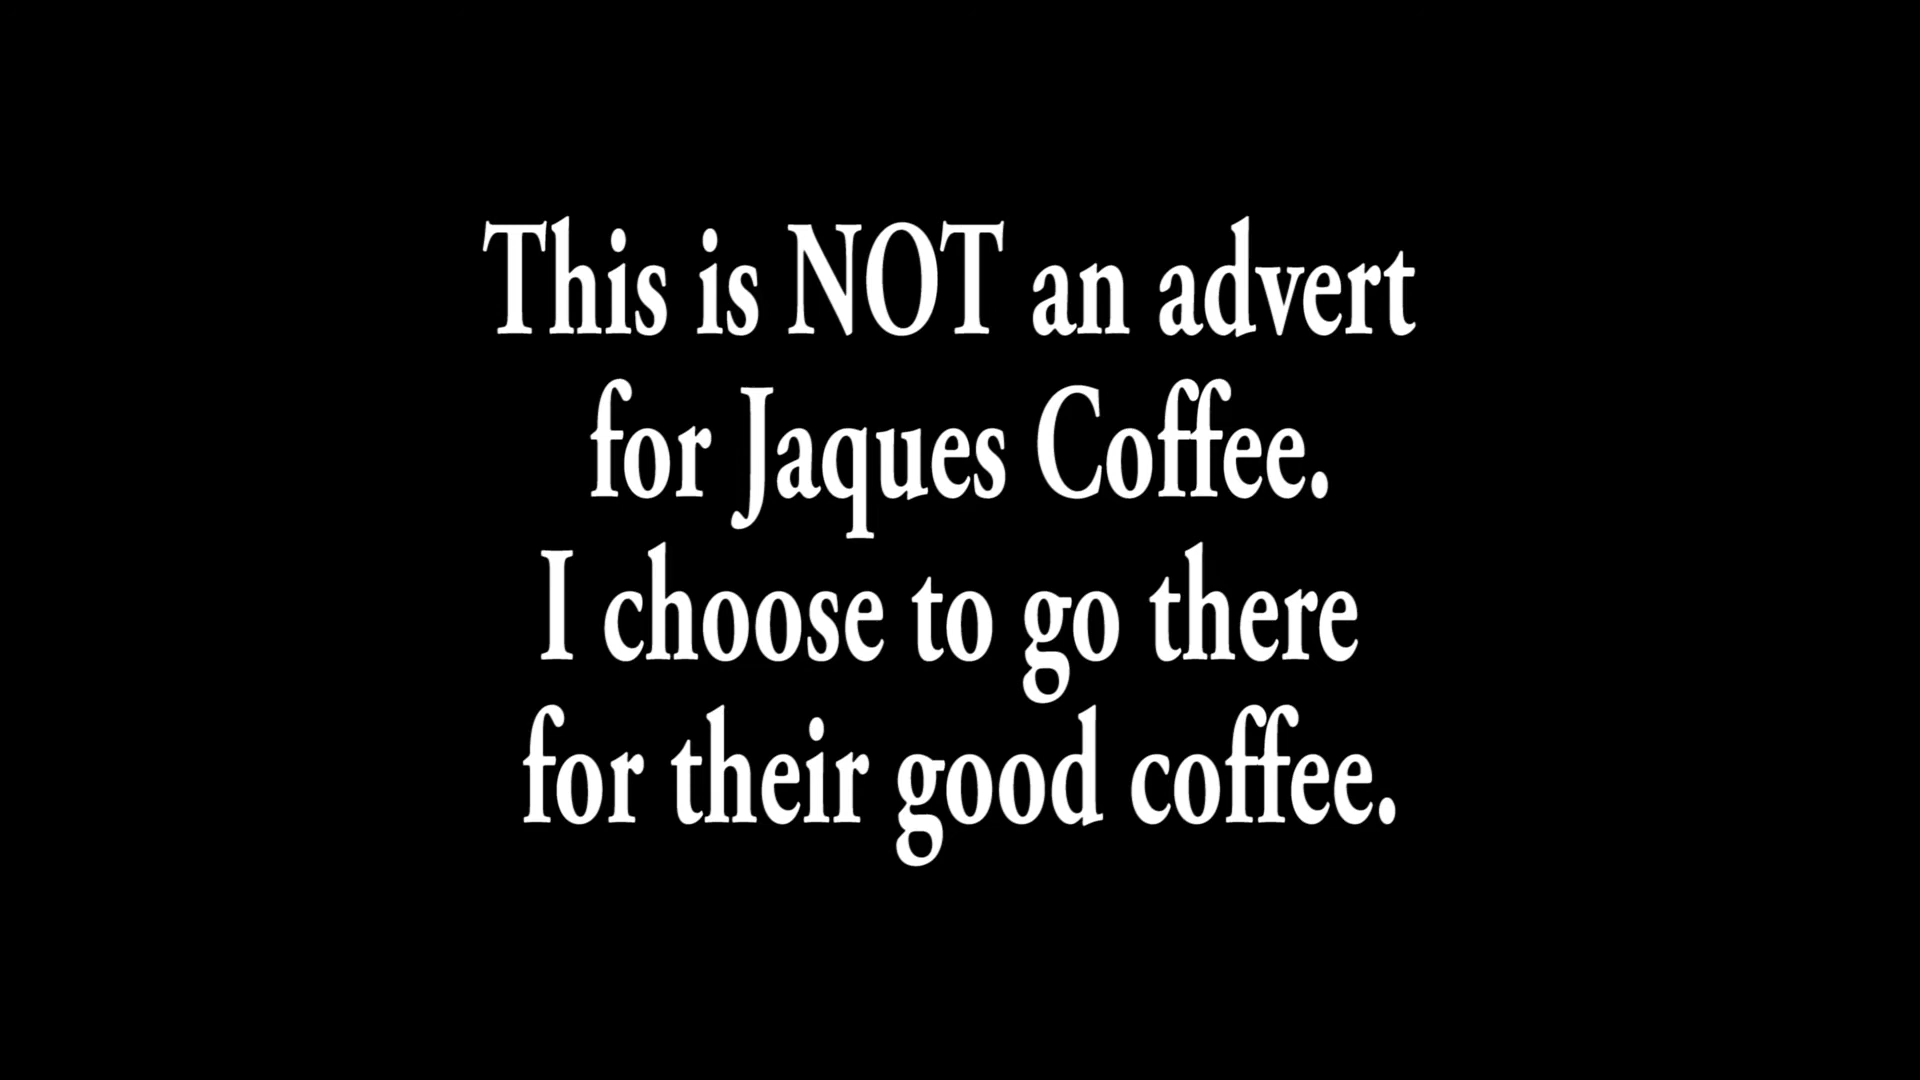 This is NOT an advert
for Jaques Coffee.
I choose to go there
for their good coffee.